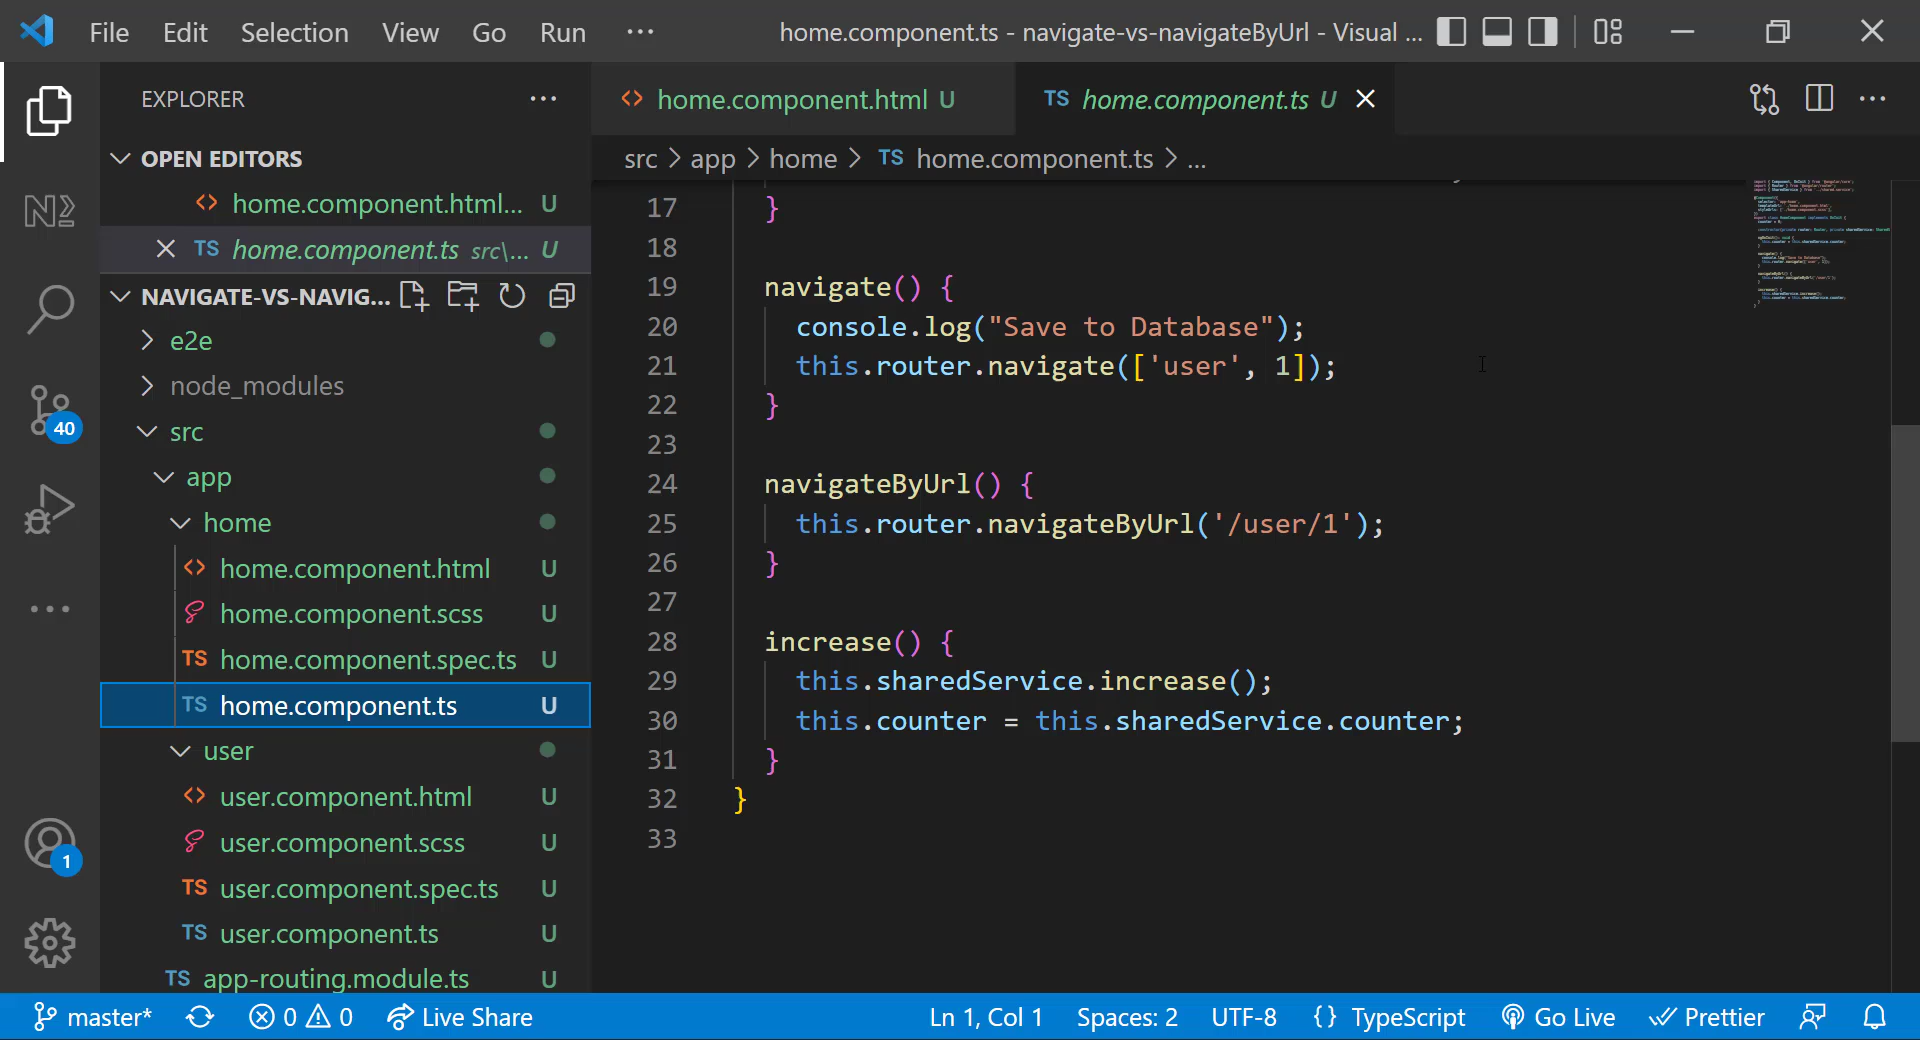 File Edit Selection View Go Run ··· home.component.ts - navigate-vs-navigateByUrl - Visual ...
EXPLORER ···
OPEN EDITORS
home.component.html... U
TS home.component.ts src\... U
NAVIGATE-VS-NAVIG...
e2e
node_modules
src
app
home
home.component.html U
home.component.scss U
TS home.component.spec.ts U
TS home.component.ts U
user
user.component.html U
user.component.scss U
TS user.component.spec.ts U
TS user.component.ts U
TS app-routing.module.ts U
40
1
<> home.component.html U
TS home.component.ts U
src > app > home > TS home.component.ts > ...
17 }
18
19 navigate() {
20 console.log("Save to Database");
21 this.router.navigate(['user', 1]);
22 }
23
24 navigateByUrl() {
25 this.router.navigateByUrl('/user/1');
26 }
27
28 increase() {
29 this.sharedService.increase();
30 this.counter = this.sharedService.counter;
31 }
32 }
33
master* 0 0 Live Share Ln 1, Col 1 Spaces: 2 UTF-8 {} TypeScript Go Live Prettier